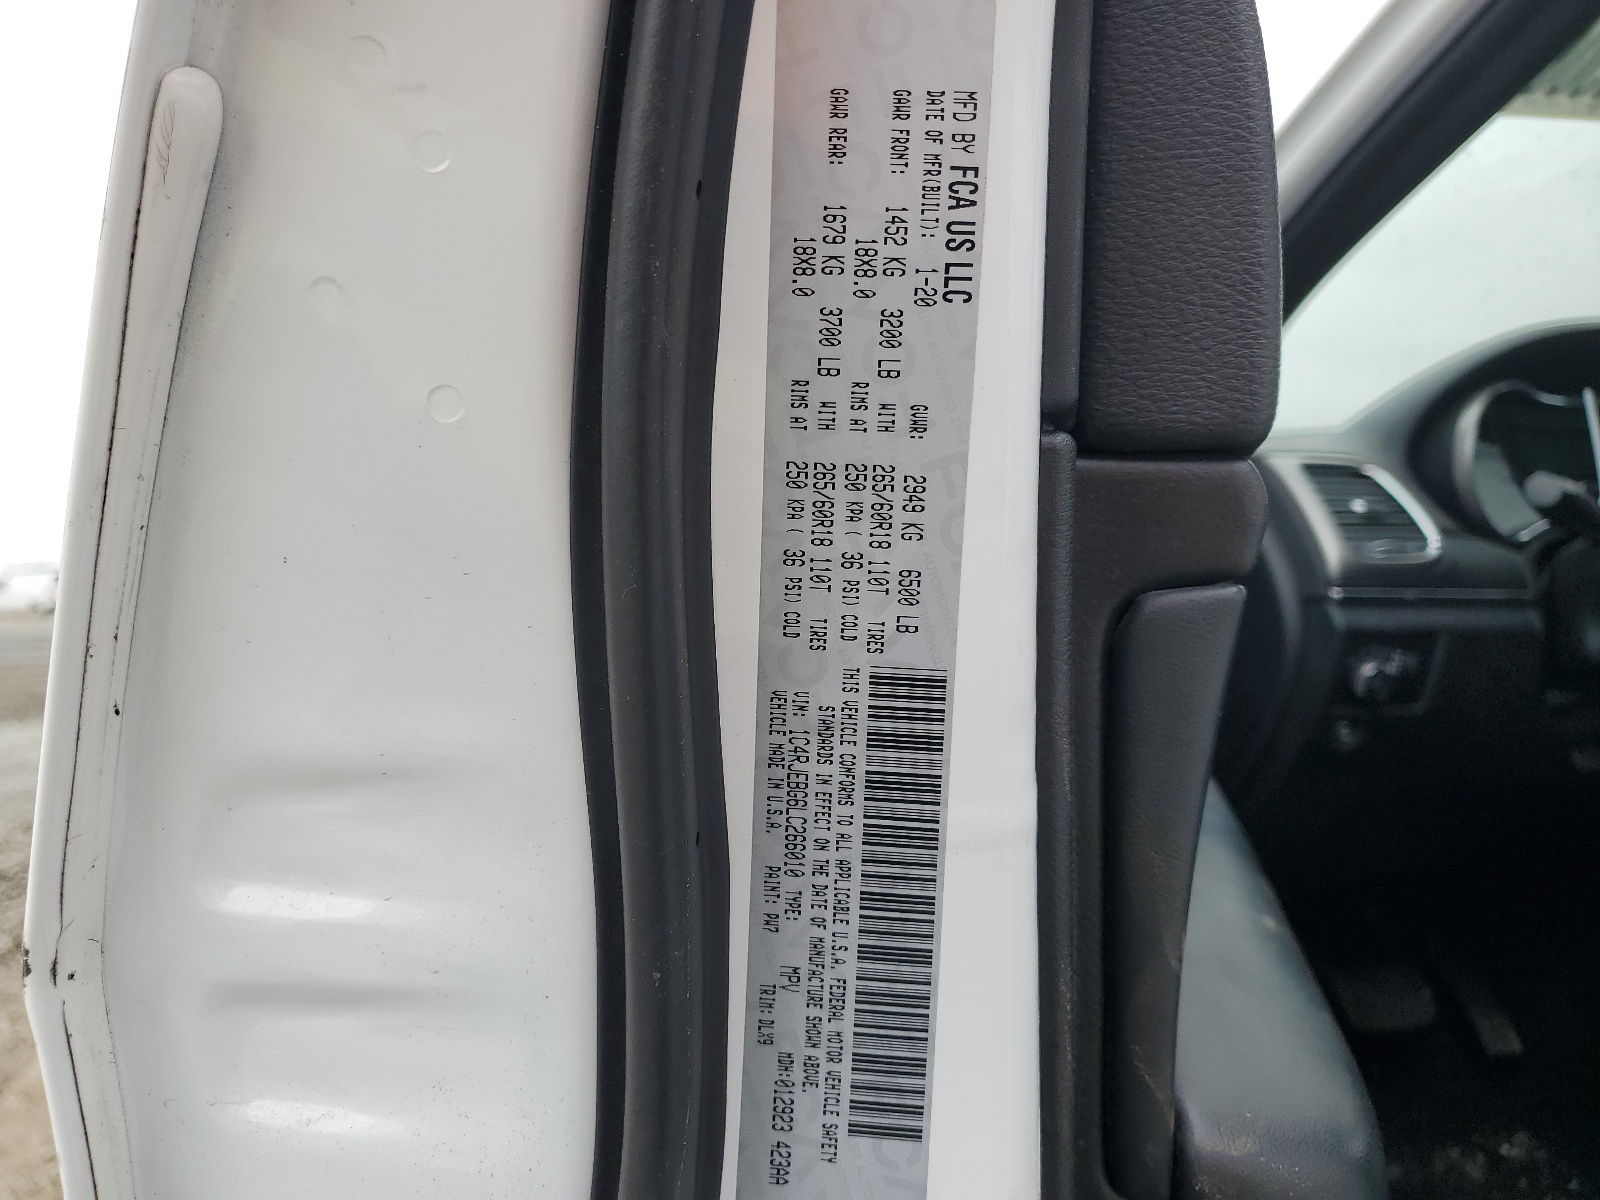 MFD BY FCA US LLC
DATE OF MFR(BUILT): 1-20 GVWR: 2949 KG 6500 LB
GAWR FRONT: 1452 KG 3200 LB WITH 265/60R18 110T TIRES
18X8.0 RIMS AT 250 KPA ( 36 PSI) COLD
GAWR REAR: 1679 KG 3700 LB WITH 265/60R18 110T TIRES
18X8.0 RIMS AT 250 KPA ( 36 PSI) COLD
THIS VEHICLE CONFORMS TO ALL APPLICABLE U.S.A. FEDERAL MOTOR VEHICLE SAFETY
STANDARDS IN EFFECT ON THE DATE OF MANUFACTURE SHOWN ABOVE.
VIN: 1C4RJEBG6LC266010 TYPE: MPV MDH:012923 423AA
VEHICLE MADE IN U.S.A. PAINT: PW7 TRIM: DLX9